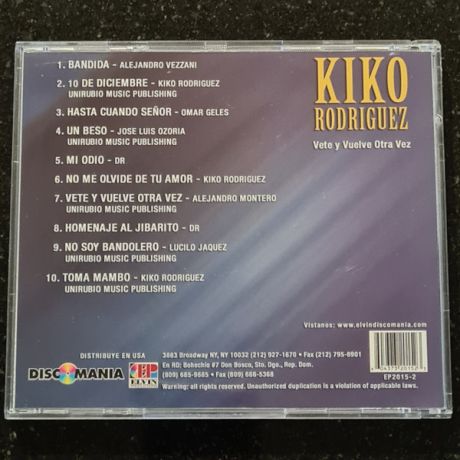 1. BANDIDA - ALEJANDRO VEZZANI
2. 10 DE DICIEMBRE - KIKO RODRIGUEZ
UNIRUBIO MUSIC PUBLISHING
3. HASTA CUANDO SEÑOR - OMAR GELES
4. UN BESO - JOSE LUIS OZORIA
UNIRUBIO MUSIC PUBLISHING
5. MI ODIO - DR
6. NO ME OLVIDE DE TU AMOR - KIKO RODRIGUEZ
7. VETE Y VUELVE OTRA VEZ - ALEJANDRO MONTERO
UNIRUBIO MUSIC PUBLISHING
8. HOMENAJE AL JIBARITO - DR
9. NO SOY BANDOLERO - LUCILO JAQUEZ
UNIRUBIO MUSIC PUBLISHING
10. TOMA MAMBO - KIKO RODRIGUEZ
UNIRUBIO MUSIC PUBLISHING
KIKO
RODRIGUEZ
Vete y Vuelve Otra Vez
Vistanos: www.elvindiscomania.com
DISTRIBUYE EN USA
DISCOMANIA
ELVIN
3883 Broadway NY, NY 10032 (212) 927-1670 • Fax (212) 795-8901
En RD: Bohechio #7 Don Bosco, Sto. Dgo., Rep. Dom.
(809) 685-8685 • Fax (809) 686-5368
Warning: all rights reserved. Unauthorized duplication is a violation of applicable laws.
EP2015-2